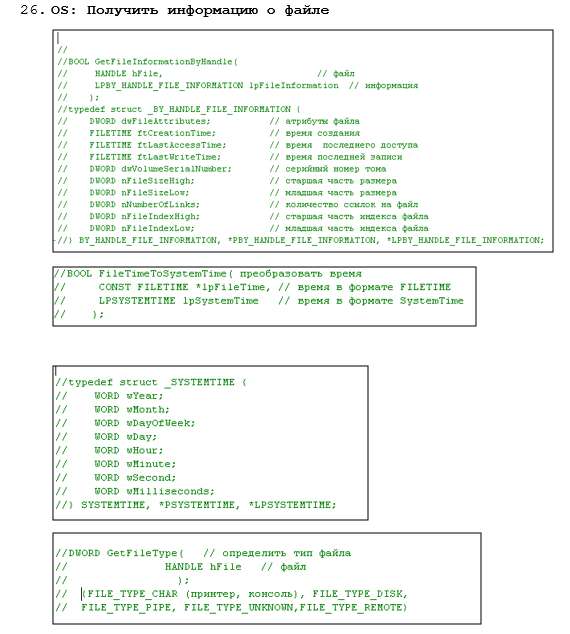 26. OS: Получить информацию о файле
//
//BOOL GetFileInformationByHandle(
// HANDLE hFile, // файл
// LPBY_HANDLE_FILE_INFORMATION lpFileInformation // информация
// );
//typedef struct _BY_HANDLE_FILE_INFORMATION {
// DWORD dwFileAttributes; // атрибуты файла
// FILETIME ftCreationTime; // время создания
// FILETIME ftLastAccessTime; // время последнего доступа
// FILETIME ftLastWriteTime; // время последней записи
// DWORD dwVolumeSerialNumber; // серийный номер тома
// DWORD nFileSizeHigh; // старшая часть размера
// DWORD nFileSizeLow; // младшая часть размера
// DWORD nNumberOfLinks; // количество ссылок на файл
// DWORD nFileIndexHigh; // старшая часть индекса файла
// DWORD nFileIndexLow; // младшая часть индекса файла
//} BY_HANDLE_FILE_INFORMATION, *PBY_HANDLE_FILE_INFORMATION, *LPBY_HANDLE_FILE_INFORMATION;
//BOOL FileTimeToSystemTime( преобразовать время
// CONST FILETIME *lpFileTime, // время в формате FILETIME
// LPSYSTEMTIME lpSystemTime // время в формате SystemTime
// );
//typedef struct _SYSTEMTIME {
// WORD wYear;
// WORD wMonth;
// WORD wDayOfWeek;
// WORD wDay;
// WORD wHour;
// WORD wMinute;
// WORD wSecond;
// WORD wMilliseconds;
//} SYSTEMTIME, *PSYSTEMTIME, *LPSYSTEMTIME;
//DWORD GetFileType( // определить тип файла
// HANDLE hFile // файл
// );
// {FILE_TYPE_CHAR (принтер, консоль), FILE_TYPE_DISK,
// FILE_TYPE_PIPE, FILE_TYPE_UNKNOWN,FILE_TYPE_REMOTE}